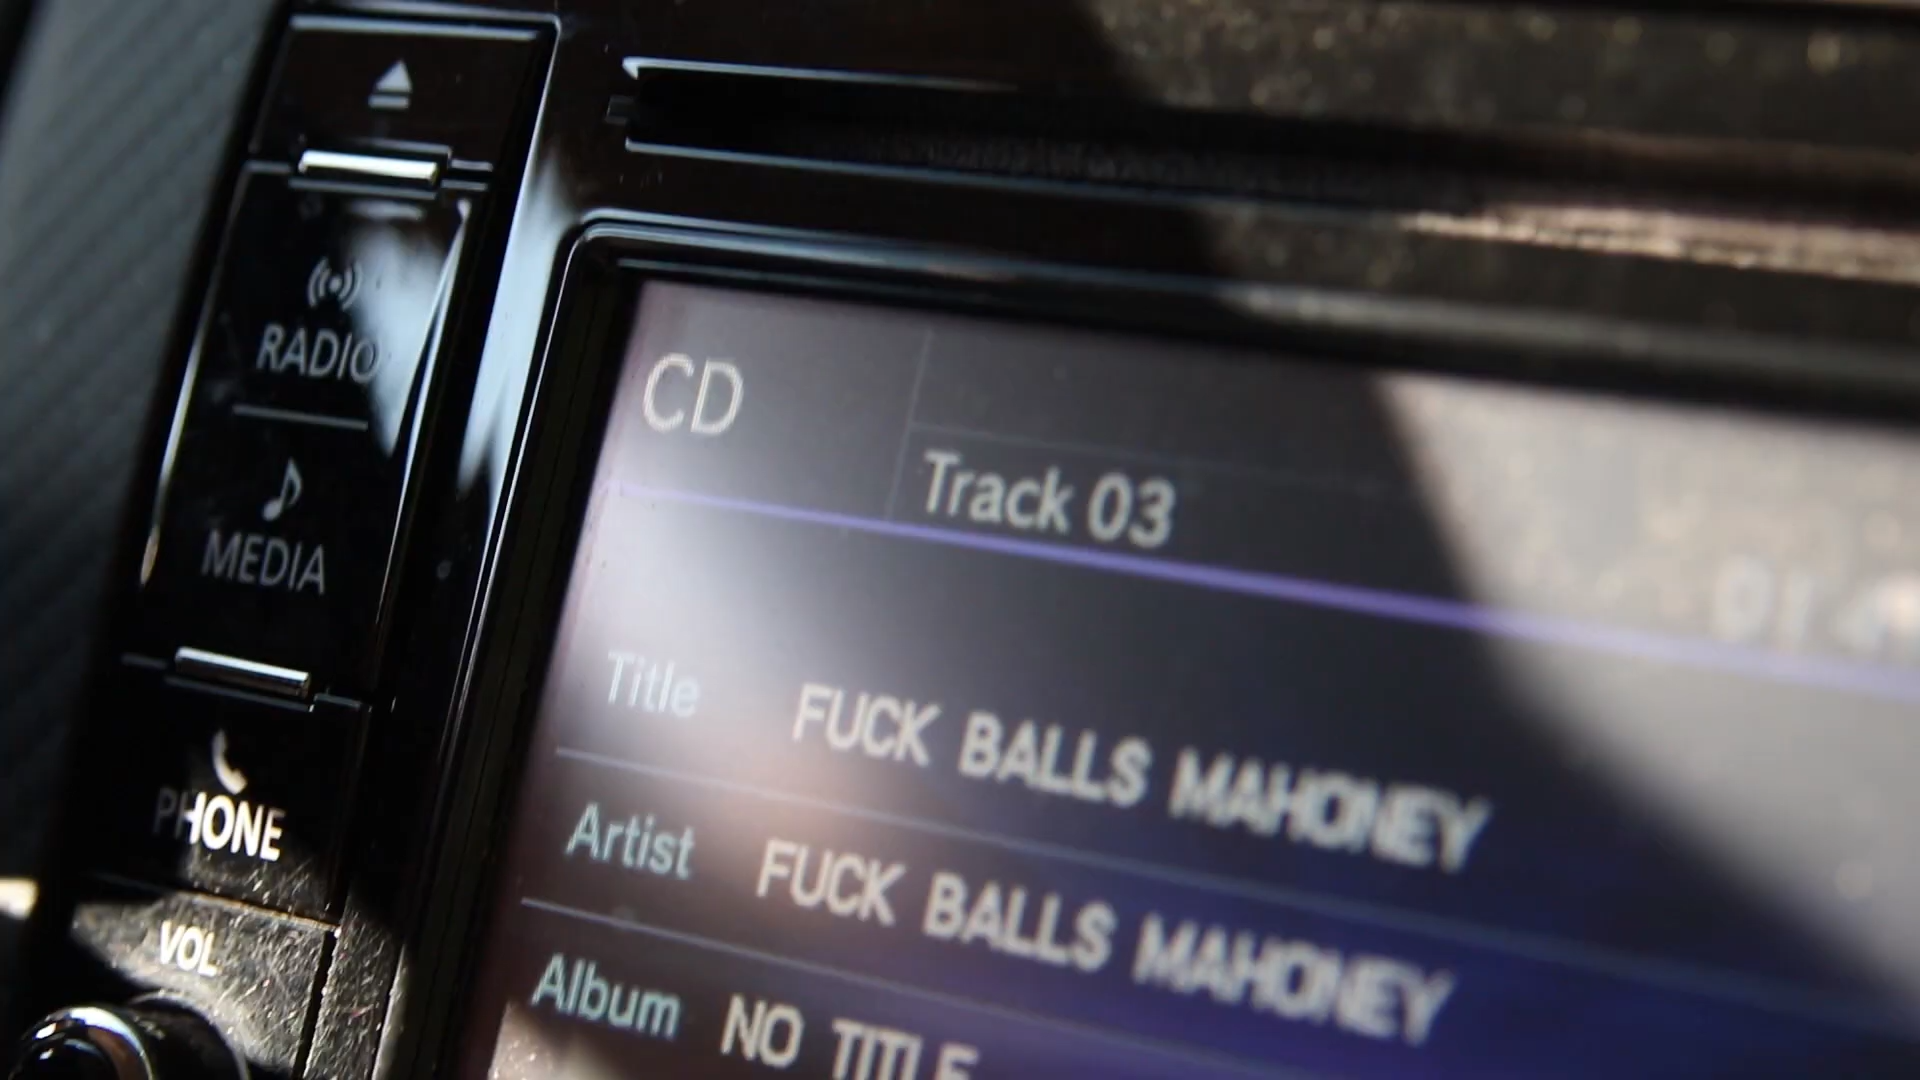 RADIO
MEDIA
PHONE
VOL
CD
Track 03
Title FUCK BALLS MAHONEY
Artist FUCK BALLS MAHONEY
Album NO TITLE